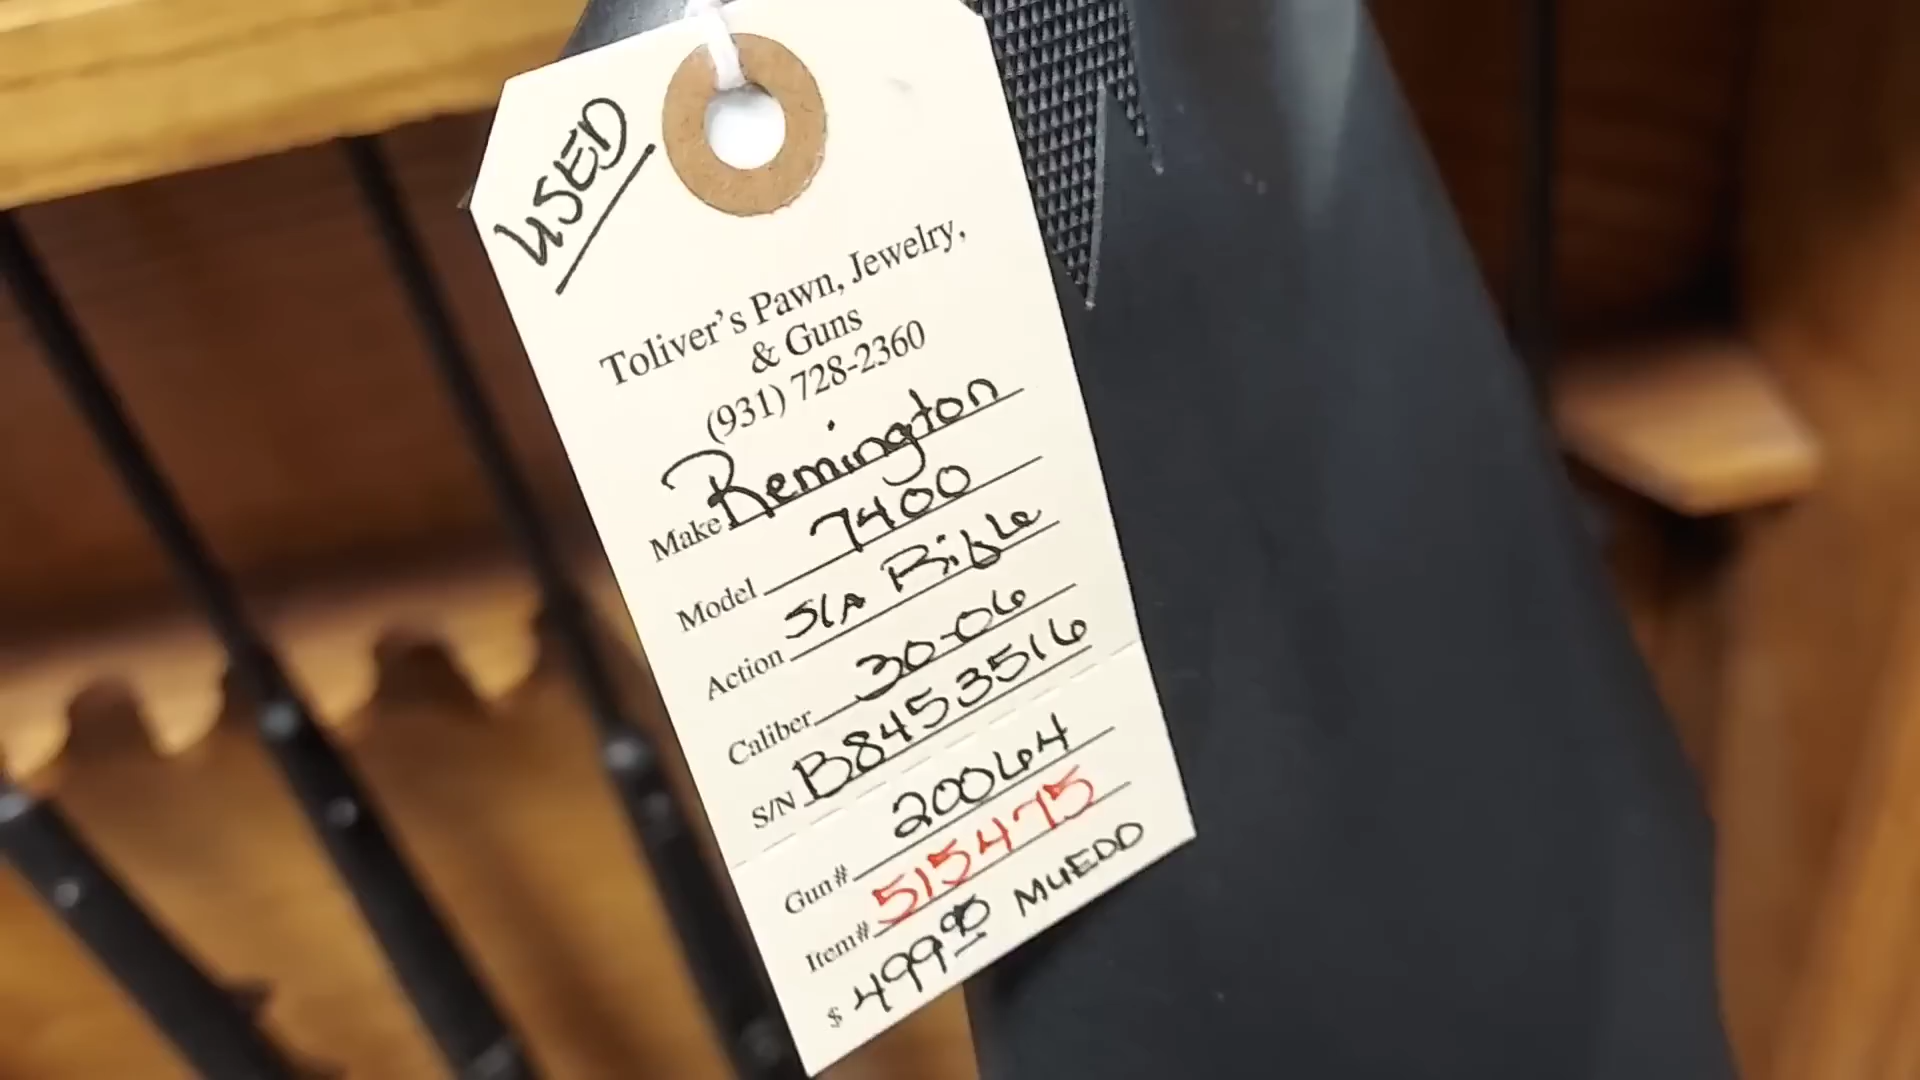 USED
Toliver's Pawn, Jewelry,
& Guns
(931) 728-2360
Make Remington
Model 7400
Action S/A Rifle
Caliber 30-06
S/N B8453516
Gun# 20064
Item# 515475
$ 499.90 MUEDD